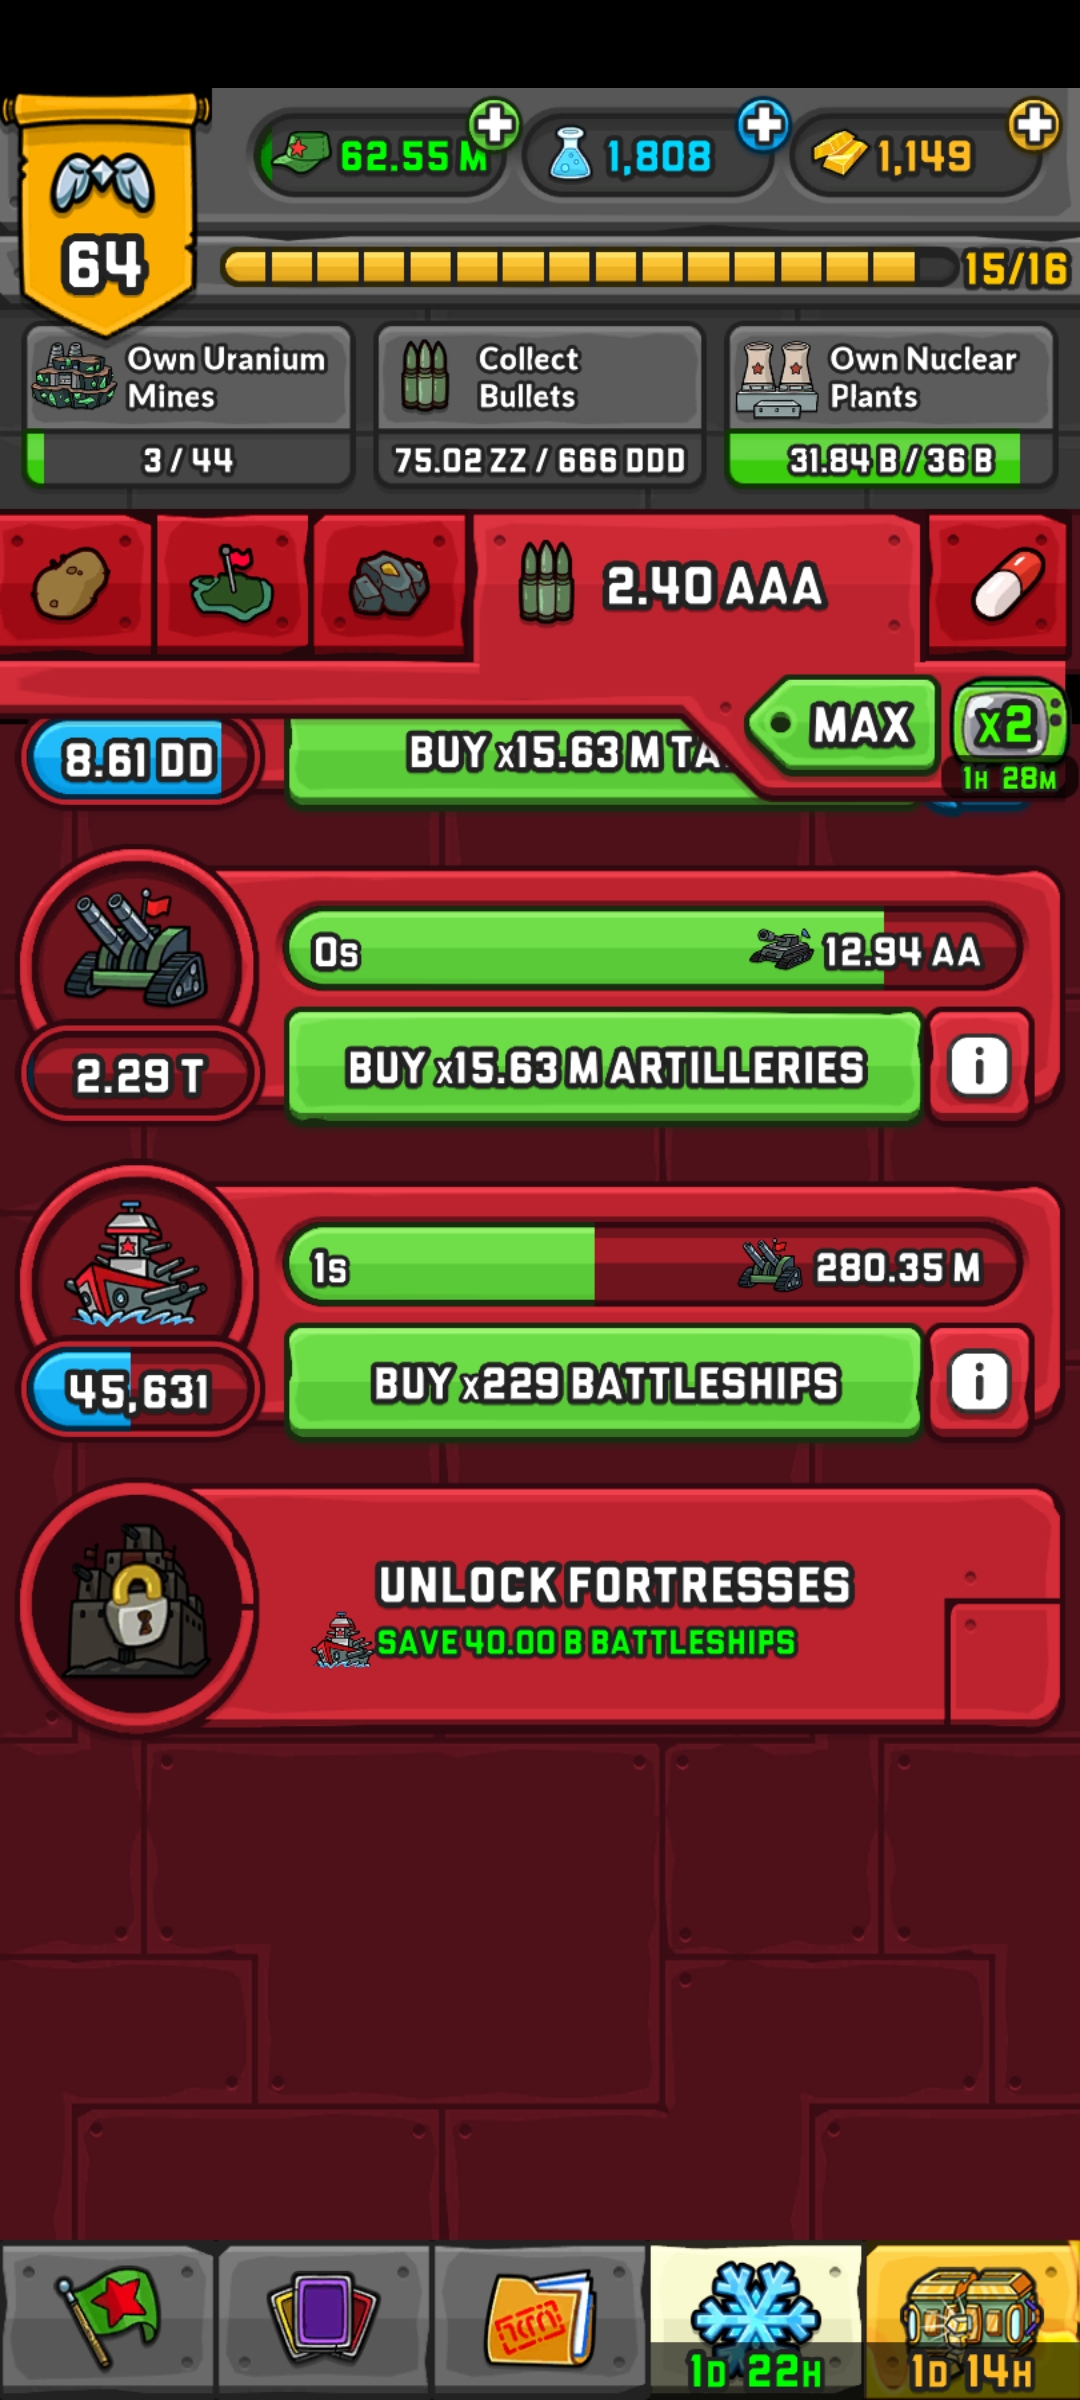 62.55 M
1,808
1,149
64
15/16
Own Uranium
Mines
3 / 44
Collect
Bullets
75.02 ZZ / 666 DDD
Own Nuclear
Plants
31.84 B / 36 B
2.40 AAA
MAX
x2
1H 28M
8.61 DD
BUY x15.63 M TA
0s
12.94 AA
2.29 T
BUY x15.63 M ARTILLERIES
i
1s
280.35 M
45,631
BUY x229 BATTLESHIPS
i
UNLOCK FORTRESSES
SAVE 40.00 B BATTLESHIPS
1D 22H
1D 14H